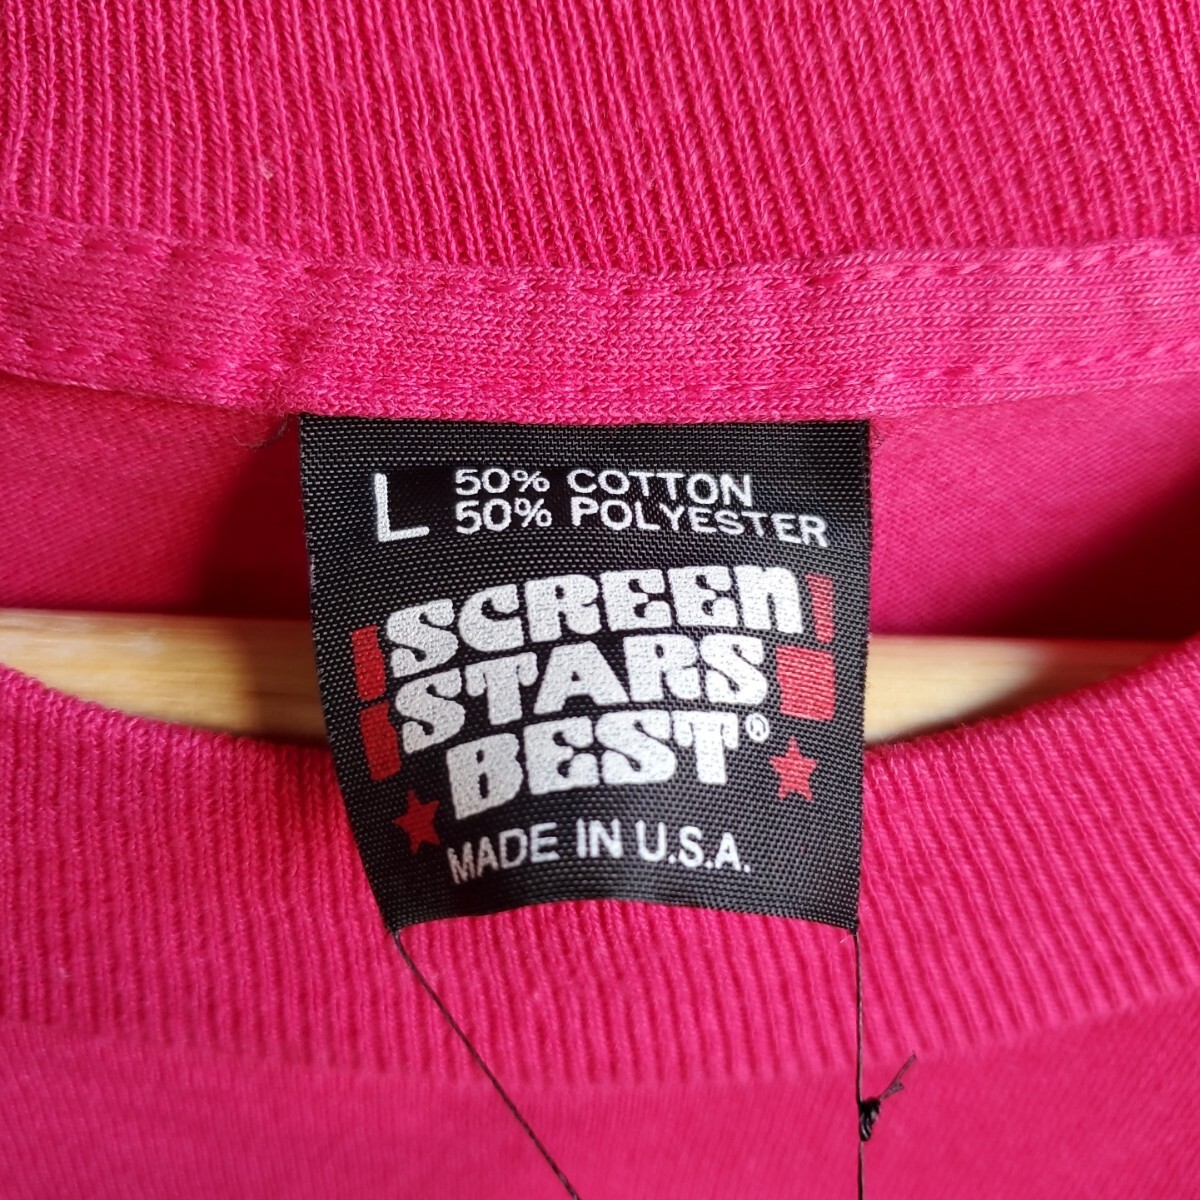 L 50% COTTON
50% POLYESTER
SCREEN
STARS
BEST®
MADE IN U.S.A.